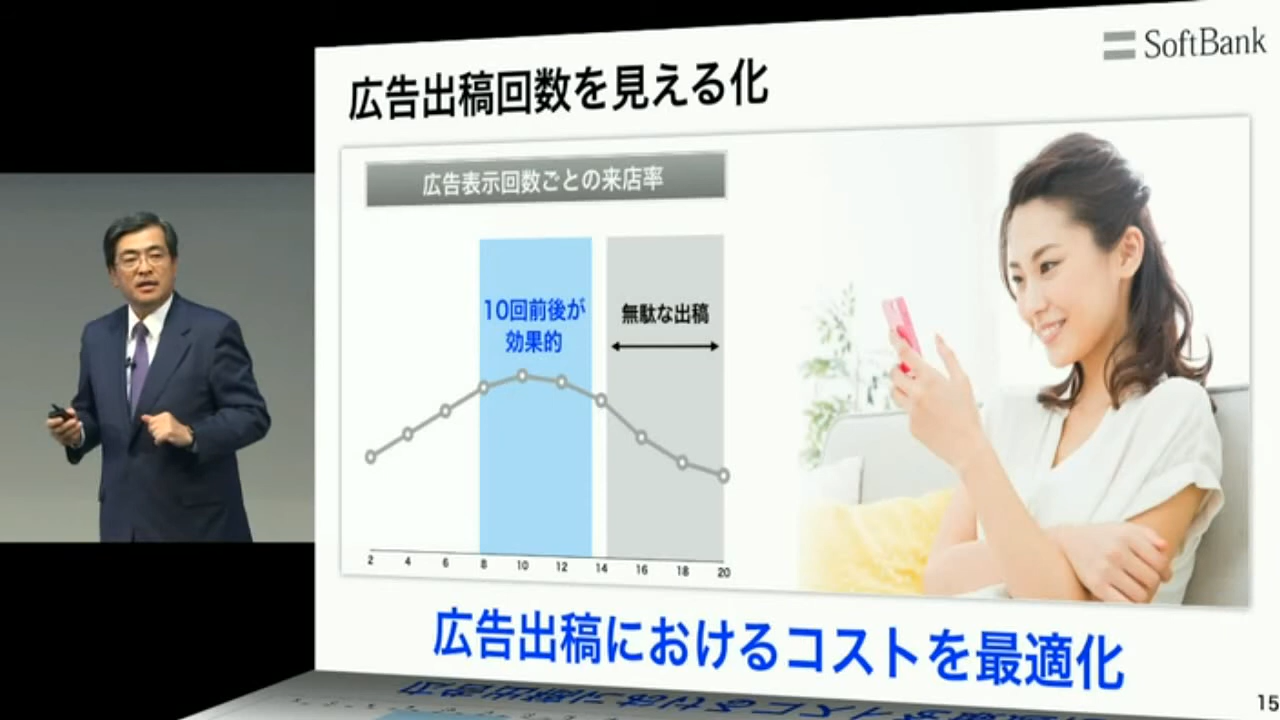 SoftBank
広告出稿回数を見える化
広告表示回数ごとの来店率
10回前後が
効果的
無駄な出稿
2 4 6 8 10 12 14 16 18 20
広告出稿におけるコストを最適化
15